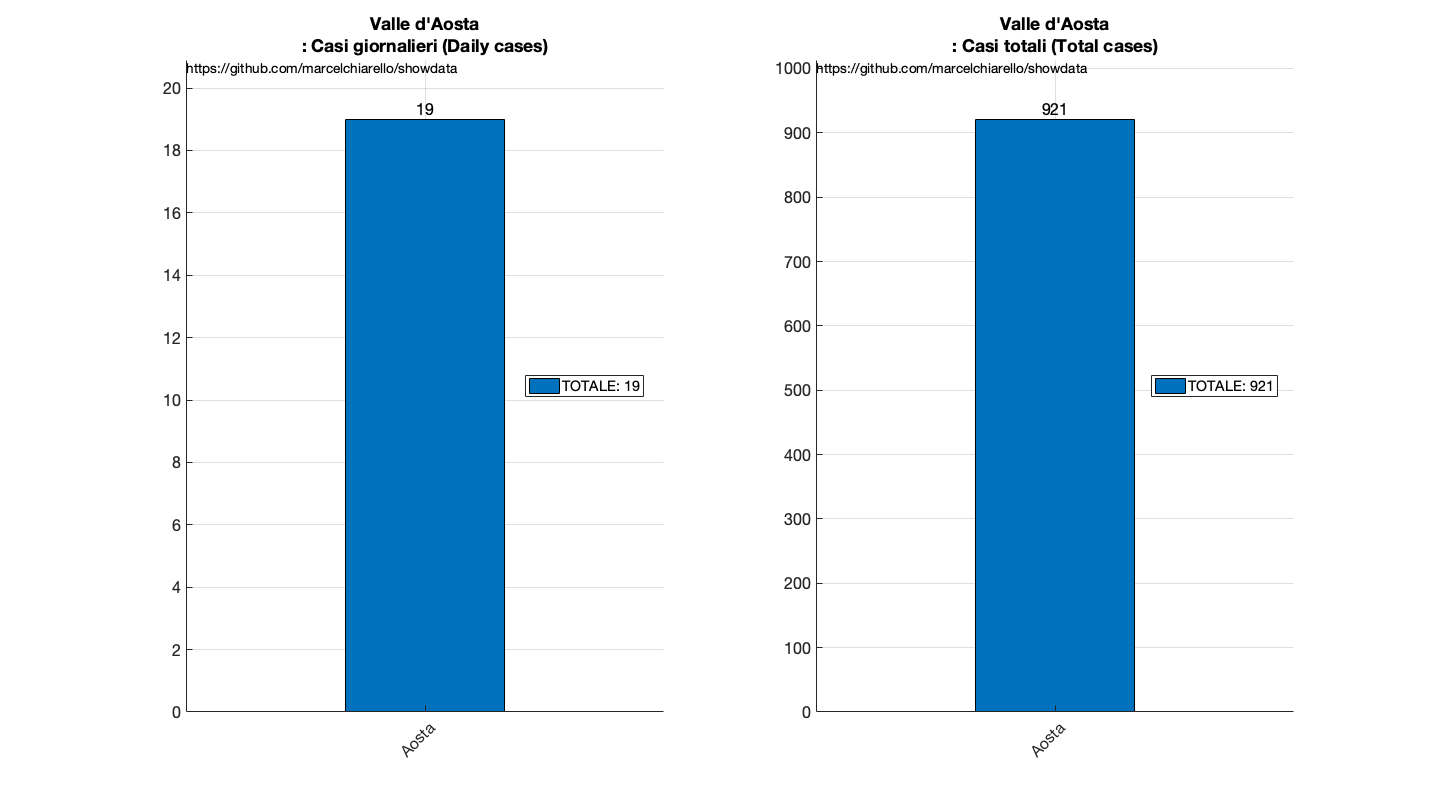 Valle d'Aosta
: Casi giornalieri (Daily cases)
https://github.com/marcelchiarello/showdata
20
18
16
14
12
10
8
6
4
2
0
19
TOTALE: 19
Aosta
Valle d'Aosta
: Casi totali (Total cases)
https://github.com/marcelchiarello/showdata
1000
900
800
700
600
500
400
300
200
100
0
921
TOTALE: 921
Aosta